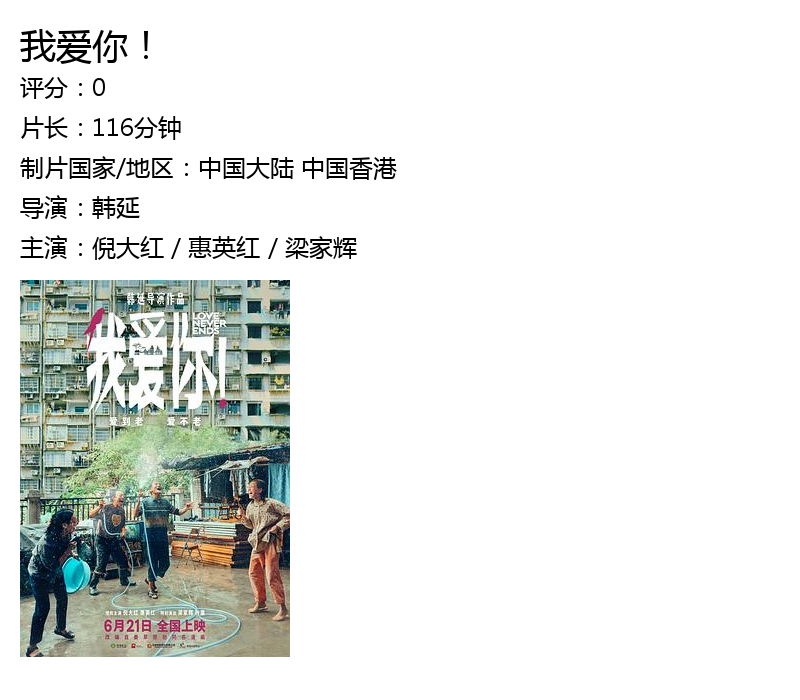 我爱你！
评分：0
片长：116分钟
制片国家/地区：中国大陆 中国香港
导演：韩延
主演：倪大红 / 惠英红 / 梁家辉
韩延导演作品
我爱你!
LOVE
NEVER
ENDS
爱到老 爱不老
6月21日 全国上映